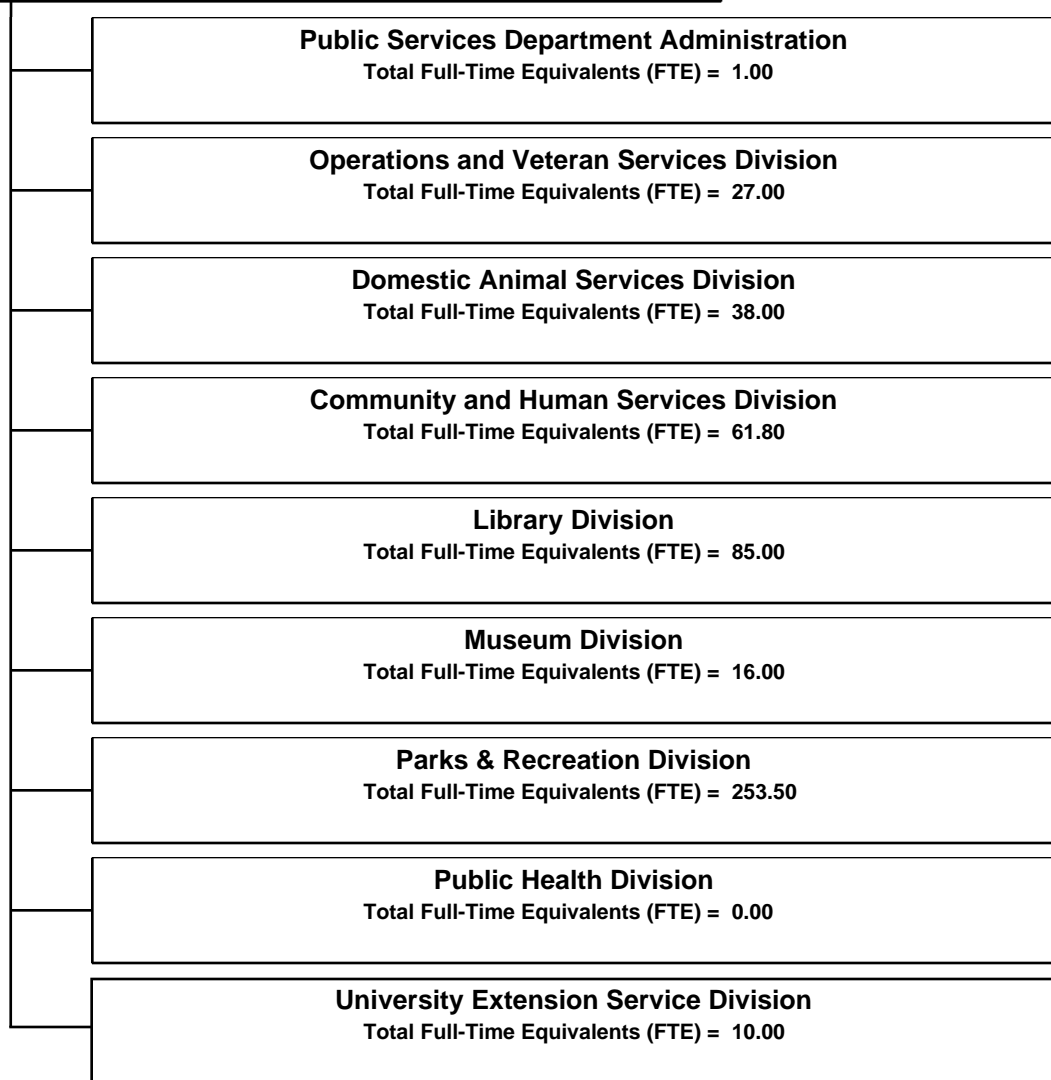 Public Services Department Administration
Total Full-Time Equivalents (FTE) = 1.00
Operations and Veteran Services Division
Total Full-Time Equivalents (FTE) = 27.00
Domestic Animal Services Division
Total Full-Time Equivalents (FTE) = 38.00
Community and Human Services Division
Total Full-Time Equivalents (FTE) = 61.80
Library Division
Total Full-Time Equivalents (FTE) = 85.00
Museum Division
Total Full-Time Equivalents (FTE) = 16.00
Parks & Recreation Division
Total Full-Time Equivalents (FTE) = 253.50
Public Health Division
Total Full-Time Equivalents (FTE) = 0.00
University Extension Service Division
Total Full-Time Equivalents (FTE) = 10.00